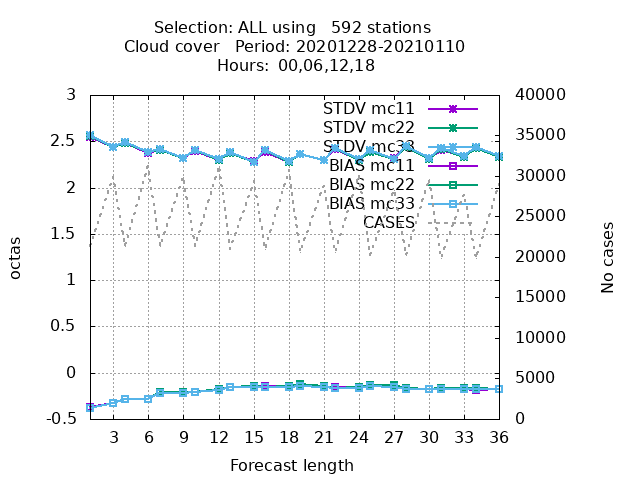 Selection: ALL using   592 stations
Cloud cover   Period: 20201228-20210110
Hours:  00,06,12,18
3 40000
2.5 35000
2 30000
1.5 25000
1 20000
0.5 15000
0 10000
-0.5 5000
0
octas
No cases
STDV mc11
STDV mc22
STDV mc33
BIAS mc11
BIAS mc22
BIAS mc33
CASES
3 6 9 12 15 18 21 24 27 30 33 36
Forecast length